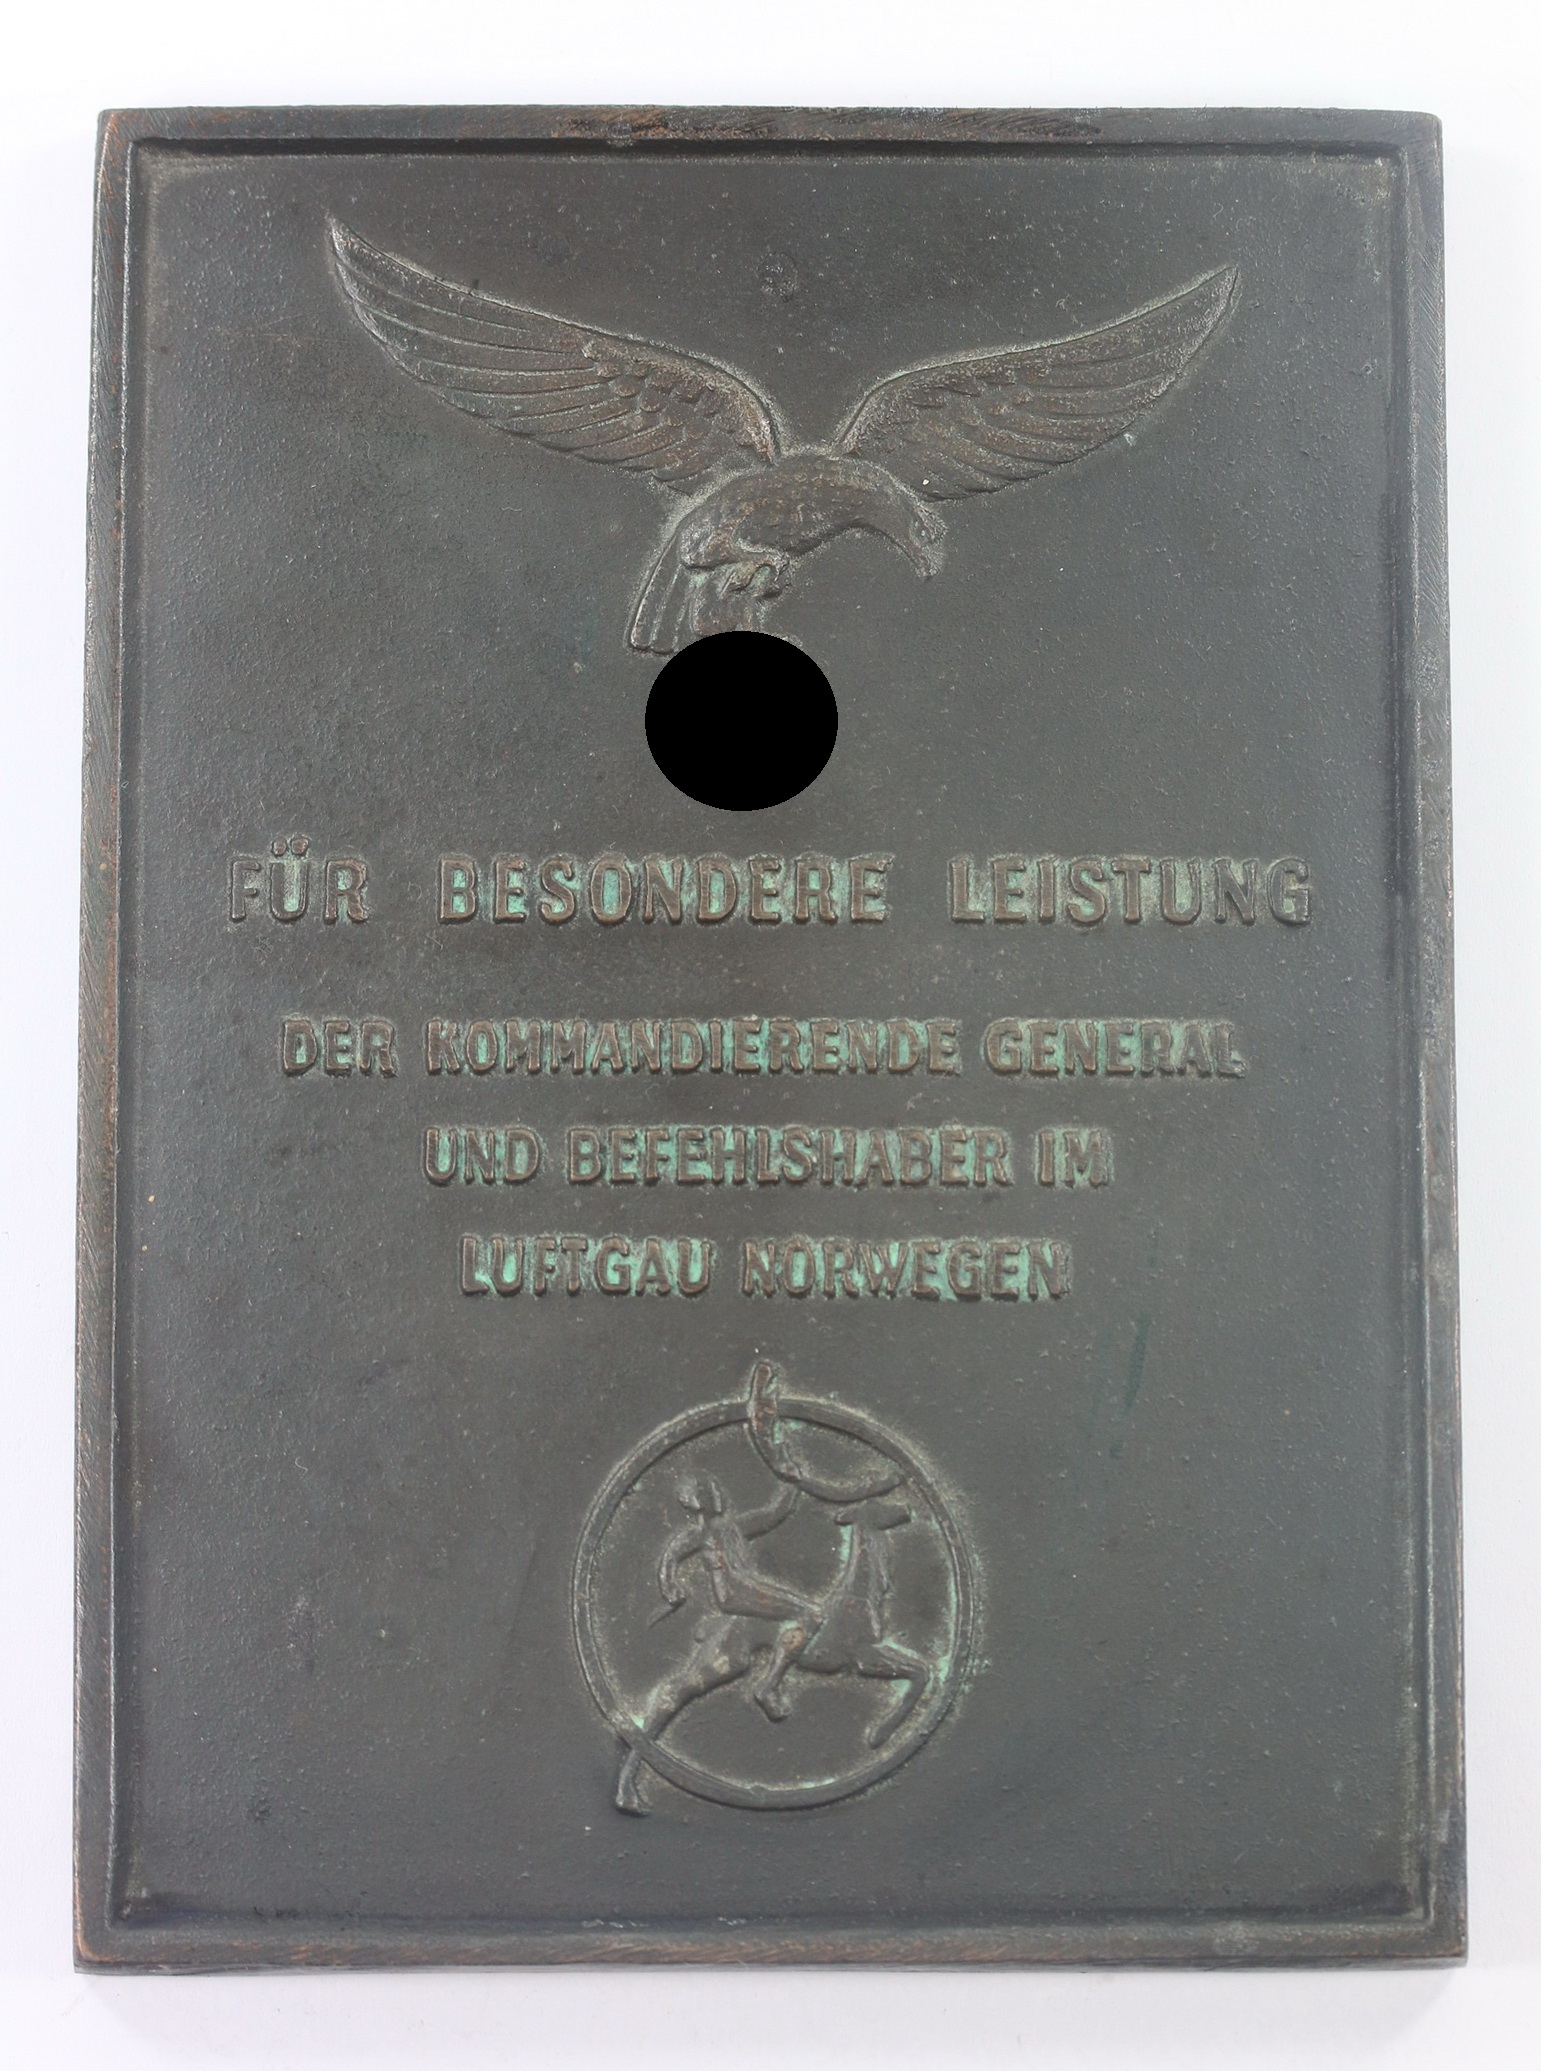 FÜR BESONDERE LEISTUNG
DER KOMMANDIERENDE GENERAL
UND BEFEHLSHABER IM
LUFTGAU NORWEGEN